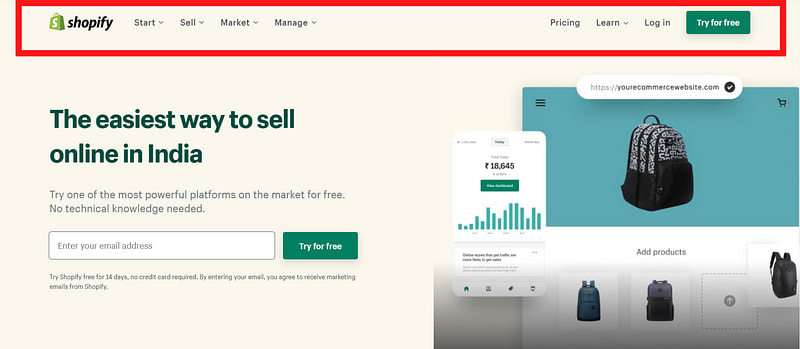 shopify
Start
Sell
Market
Manage
Pricing
Learn
Log in
Try for free
The easiest way to sell
online in India
Try one of the most powerful platforms on the market for free.
No technical knowledge needed.
Enter your email address
Try for free
Try Shopify free for 14 days, no credit card required. By entering your email, you agree to receive marketing
emails from Shopify.
https://yourecommercewebsite.com
Today
Yesterday
Total Sales
₹ 18,645
View dashboard
Online stores that get traffic are
more likely to get sales
Add products